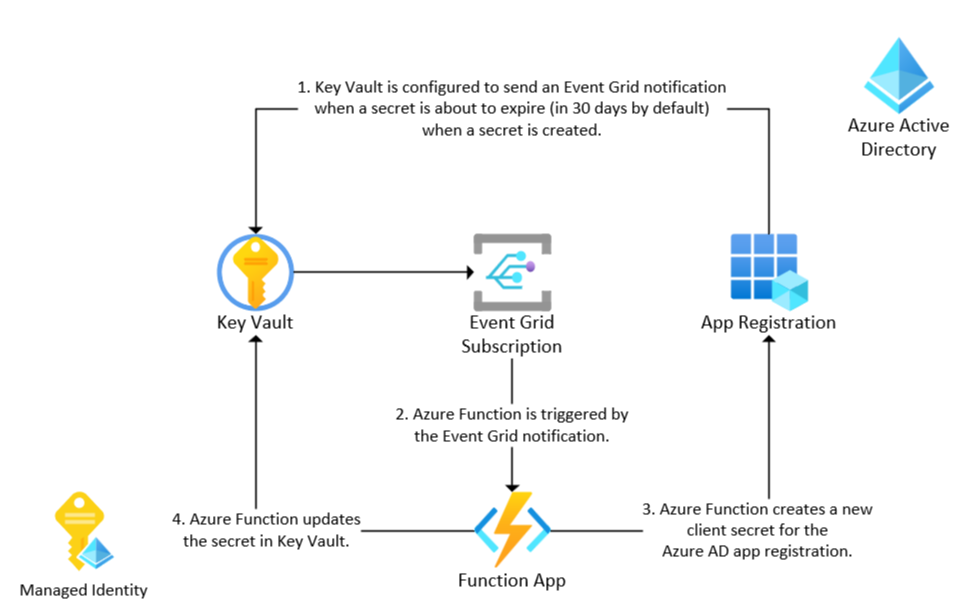 1. Key Vault is configured to send an Event Grid notification
when a secret is about to expire (in 30 days by default)
when a secret is created.
Azure Active
Directory
Key Vault
Event Grid
Subscription
App Registration
2. Azure Function is triggered by
the Event Grid notification.
4. Azure Function updates
the secret in Key Vault.
3. Azure Function creates a new
client secret for the
Azure AD app registration.
Function App
Managed Identity